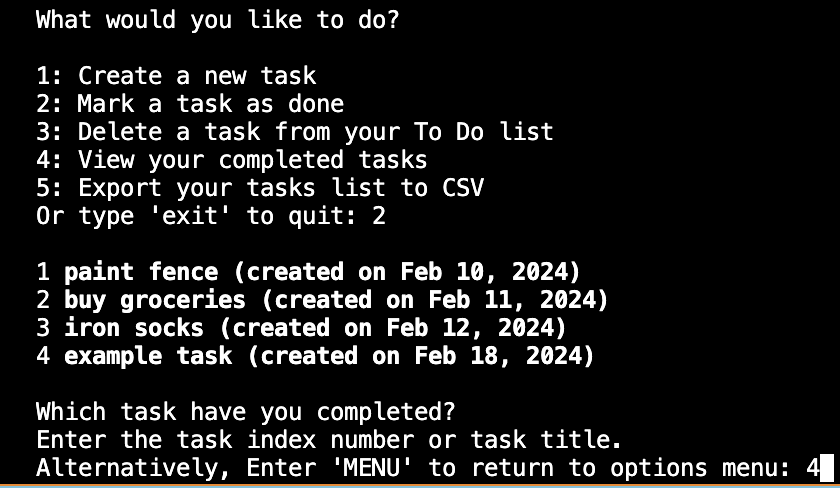 What would you like to do?
1: Create a new task
2: Mark a task as done
3: Delete a task from your To Do list
4: View your completed tasks
5: Export your tasks list to CSV
Or type 'exit' to quit: 2
1 paint fence (created on Feb 10, 2024)
2 buy groceries (created on Feb 11, 2024)
3 iron socks (created on Feb 12, 2024)
4 example task (created on Feb 18, 2024)
Which task have you completed?
Enter the task index number or task title.
Alternatively, Enter 'MENU' to return to options menu: 4